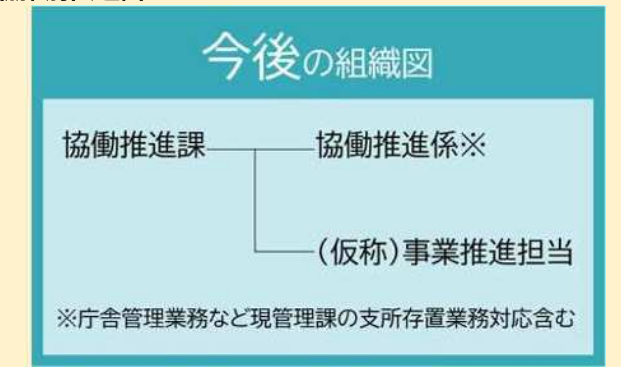 今後の組織図
協働推進課 協働推進係※
(仮称)事業推進担当
※庁舎管理業務など現管理課の支所存置業務対応含む